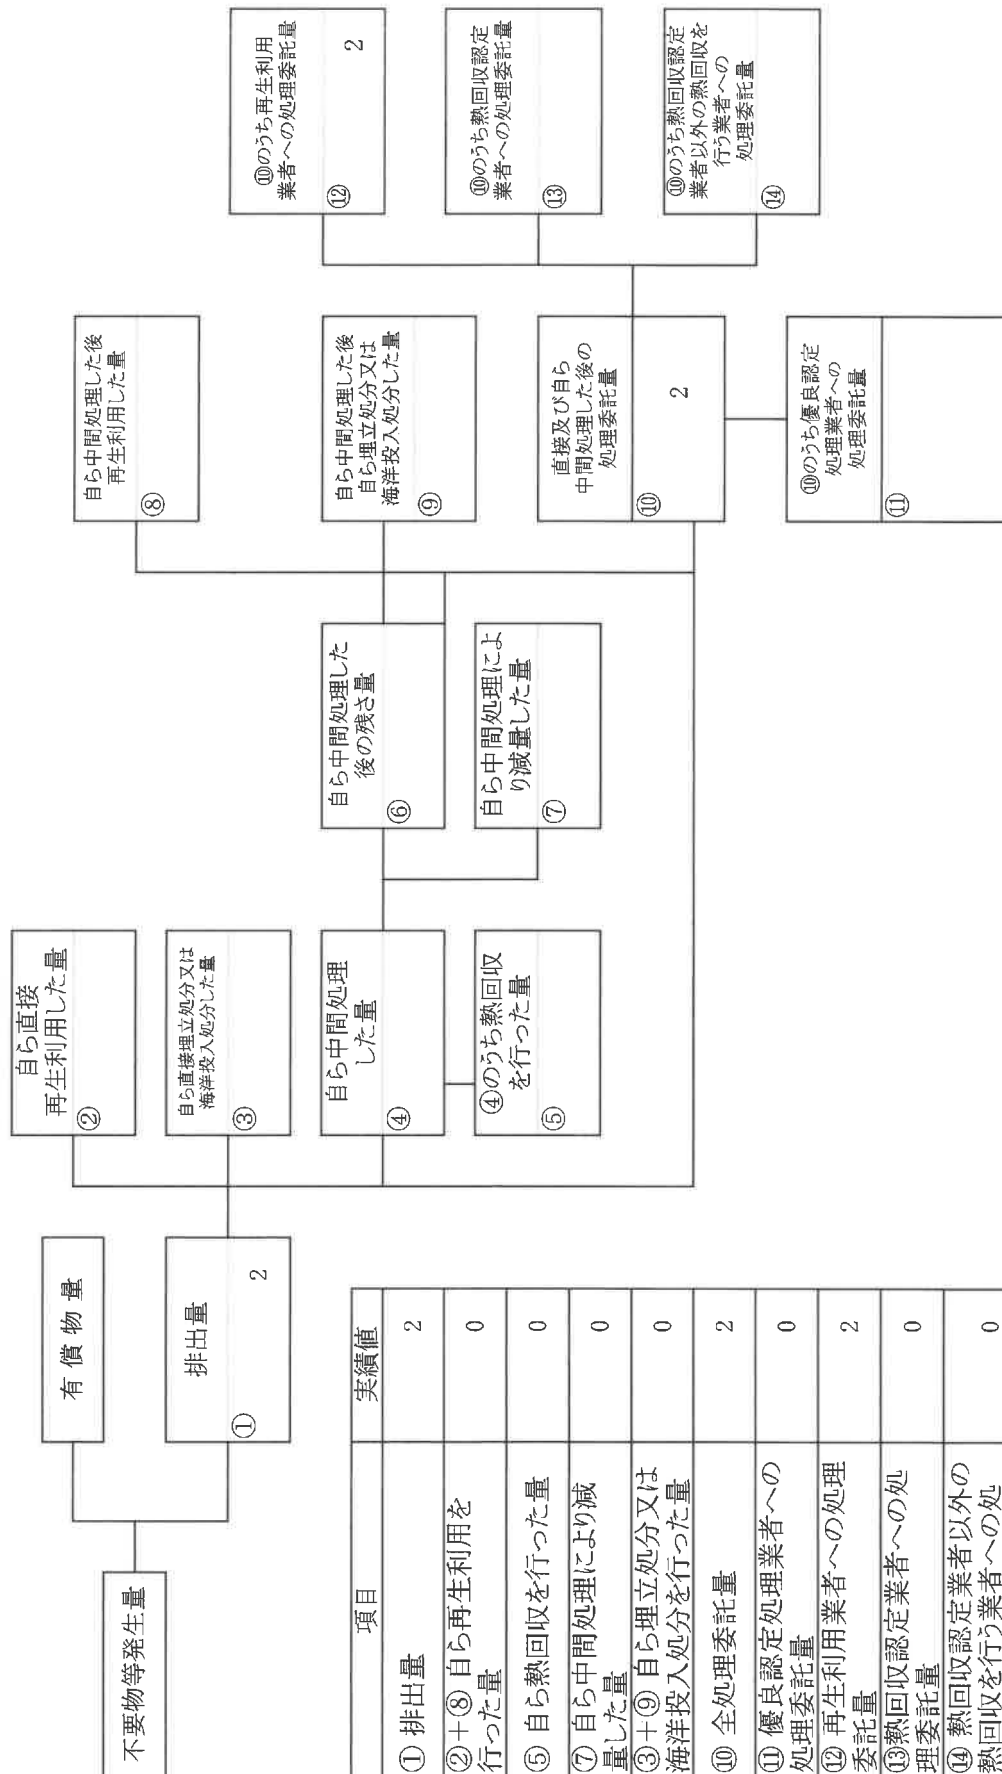 不要物等発生量
有償物量
排出量
①
2
自ら直接
再生利用した量
②
自ら直接埋立処分又は
海洋投入処分した量
③
自ら中間処理
した量
④
④のうち熱回収
を行った量
⑤
自ら中間処理した
後の残さ量
⑥
自ら中間処理によ
り減量した量
⑦
自ら中間処理した後
再生利用した量
⑧
自ら中間処理した後
自ら埋立処分又は
海洋投入処分した量
⑨
直接及び自ら
中間処理した後の
処理委託量
⑩
2
⑩のうち優良認定
処理業者への
処理委託量
⑪
⑩のうち再生利用
業者への処理委託量
⑫
2
⑩のうち熱回収認定
業者への処理委託量
⑬
⑩のうち熱回収認定
業者以外の熱回収を
行う業者への
処理委託量
⑭
項目 実績値
① 排出量 2
②+⑧ 自ら再生利用を
行った量 0
⑤ 自ら熱回収を行った量 0
⑦ 自ら中間処理により減
量した量 0
③+⑨ 自ら埋立処分又は
海洋投入処分を行った量 0
⑩ 全処理委託量 2
⑪ 優良認定処理業者への
処理委託量 0
⑫ 再生利用業者への処理
委託量 2
⑬熱回収認定業者への処
理委託量 0
⑭ 熱回収認定業者以外の
熱回収を行う業者への処 0